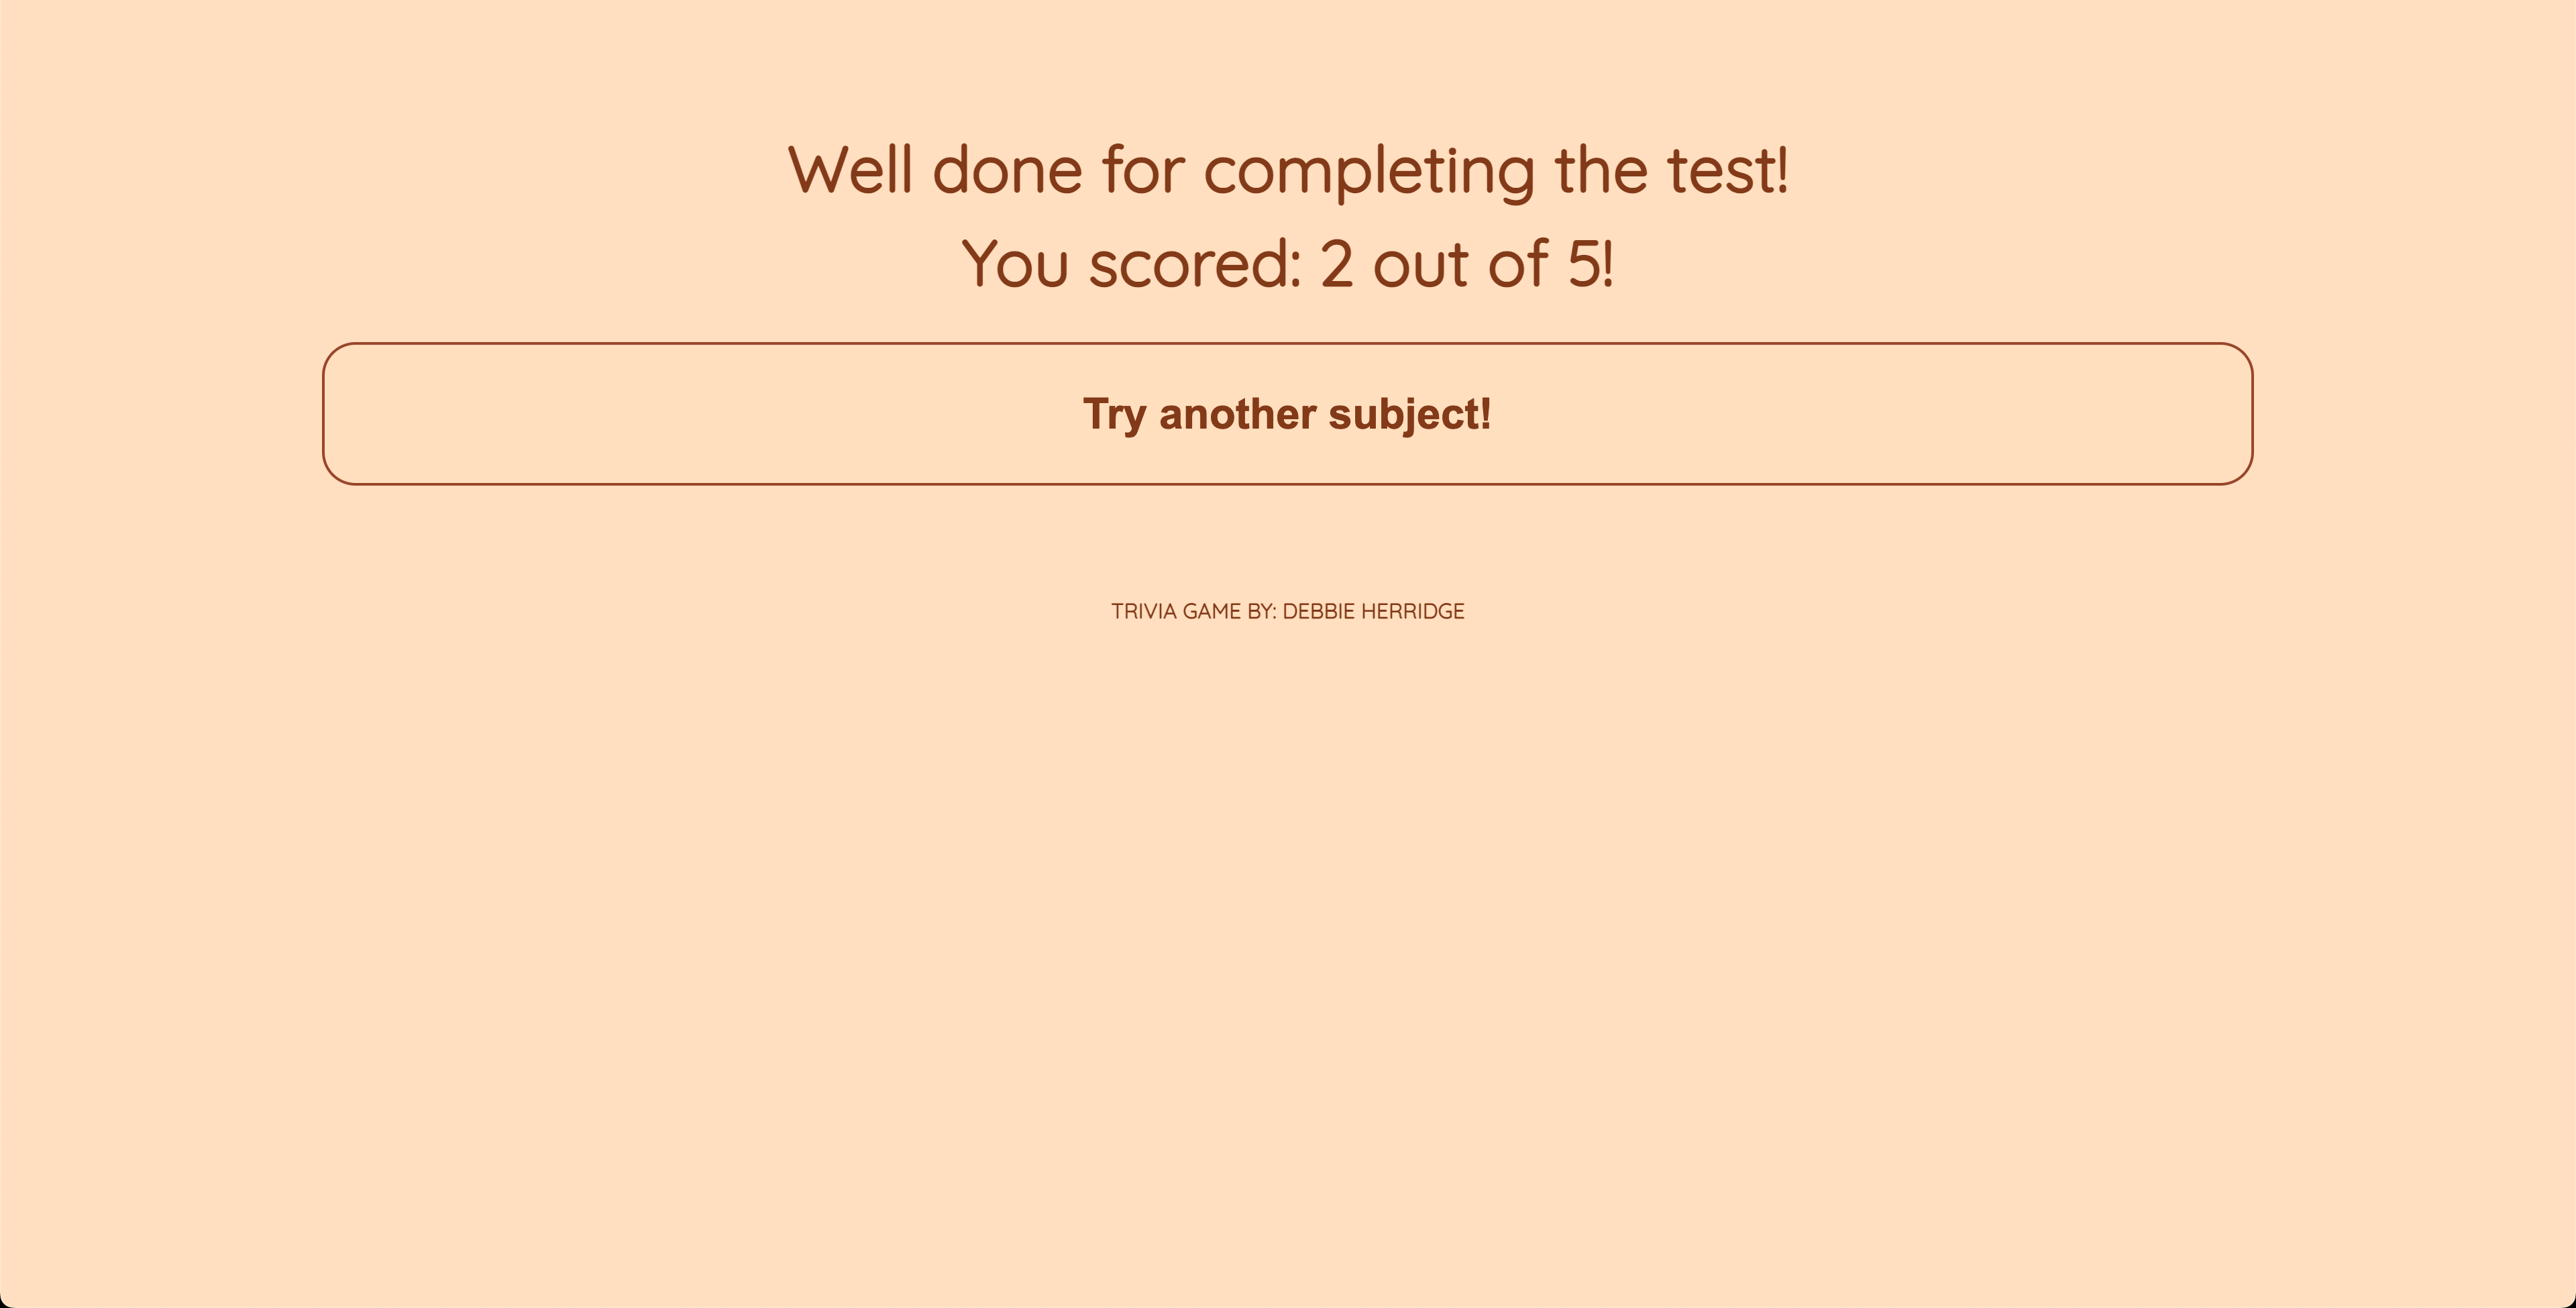 Well done for completing the test!
You scored: 2 out of 5!
Try another subject!
TRIVIA GAME BY: DEBBIE HERRIDGE